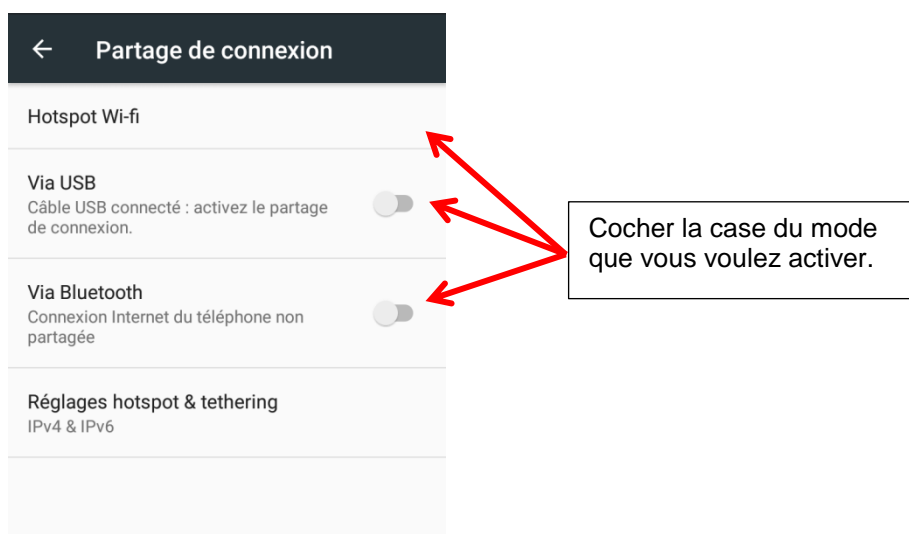 Partage de connexion
Hotspot Wi-fi
Via USB
Câble USB connecté : activez le partage
de connexion.
Via Bluetooth
Connexion Internet du téléphone non
partagée
Réglages hotspot & tethering
IPv4 & IPv6
Cocher la case du mode
que vous voulez activer.